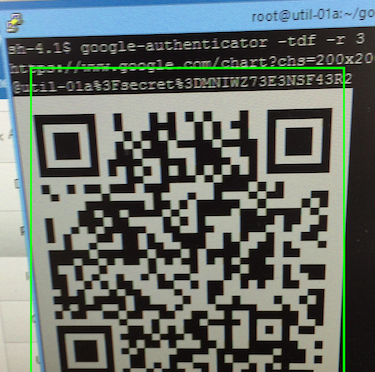 root@util-01a:~/go
sh-4.1$ google-authenticator -tdf -r 3
https://www.google.com/chart?chs=200x20
@util-01a%3Fsecret%3DMNIWZ73E3NSF43R2